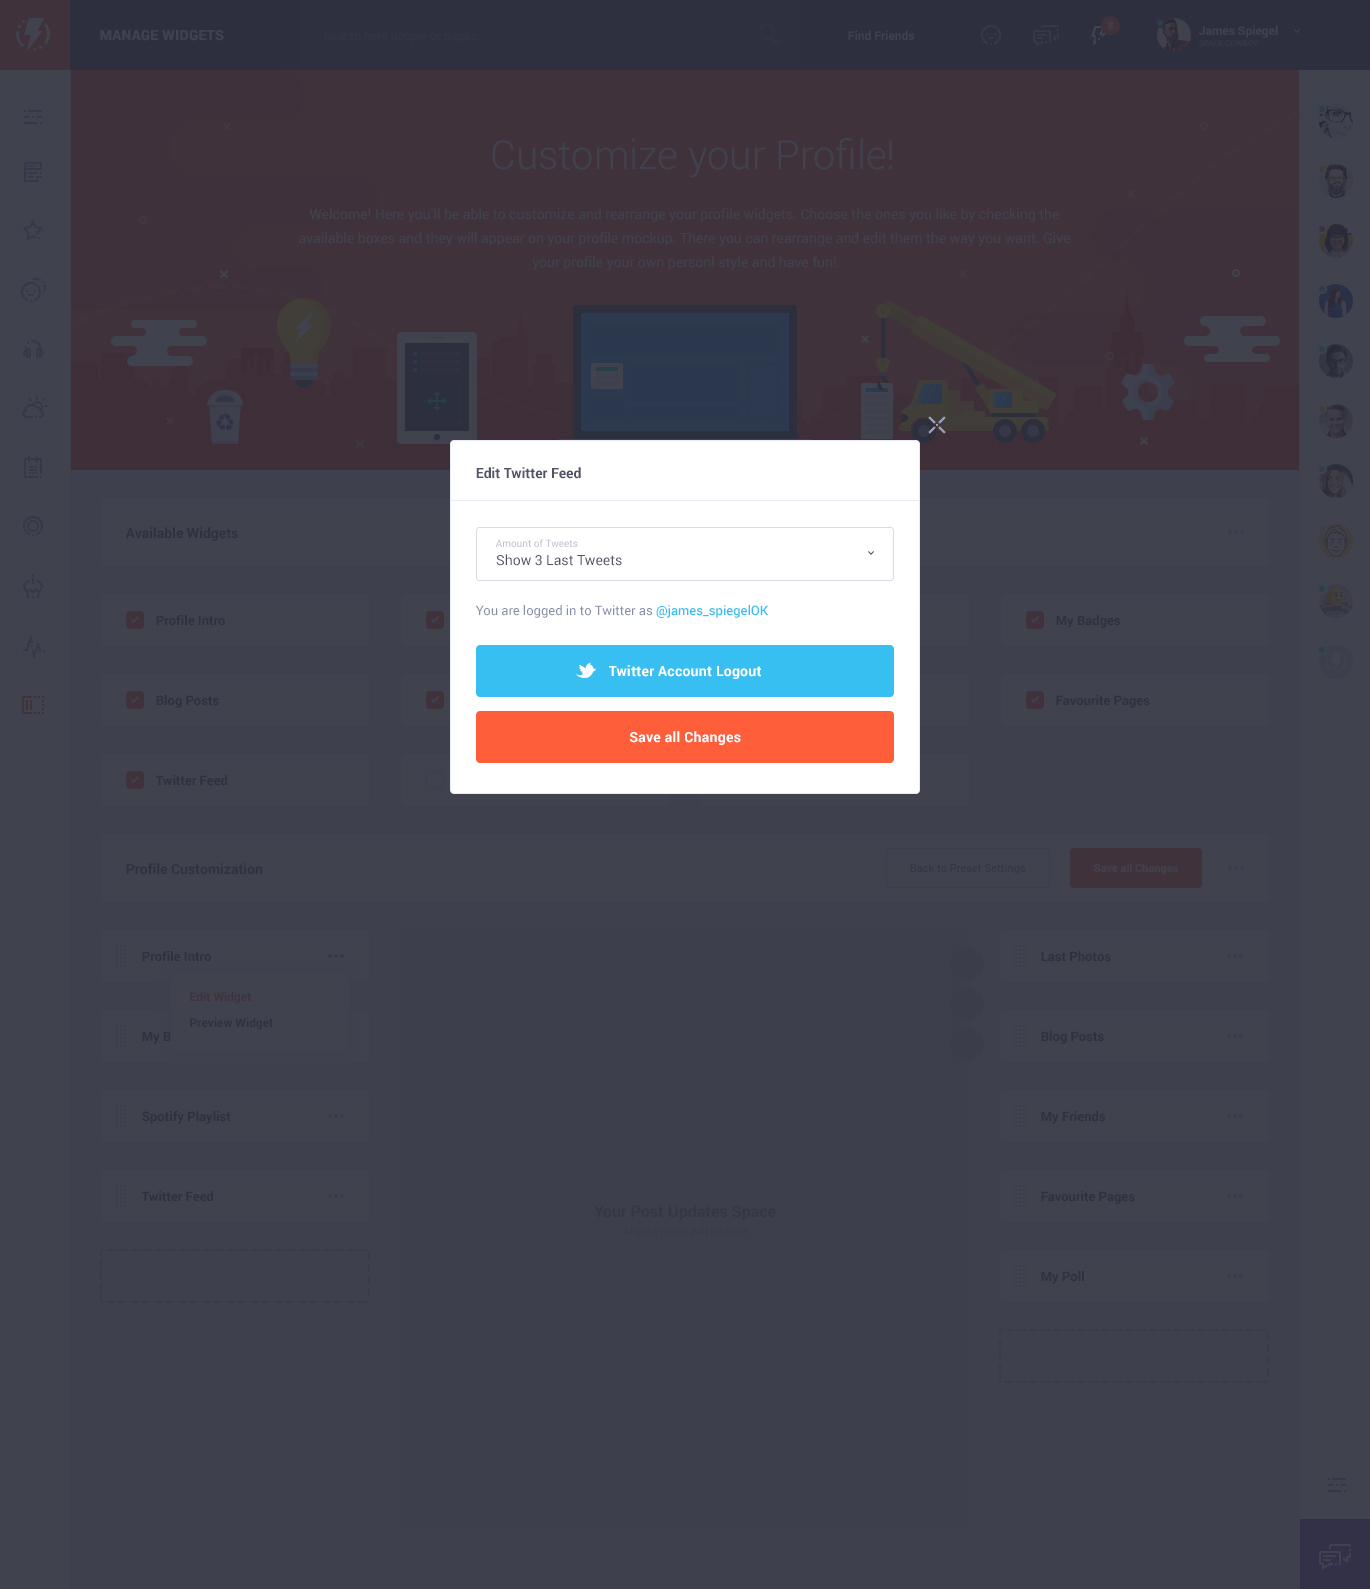 MANAGE WIDGETS
Search here people or pages...
Find Friends
James Spiegel
SPACE COWBOY
Customize your Profile!
Welcome! Here you'll be able to customize and rearrange your profile widgets. Choose the ones you like by checking the
available boxes and they will appear on your profile mockup. There you can rearrange and edit them the way you want. Give
your profile your own personl style and have fun!
Edit Twitter Feed
Amount of Tweets
Show 3 Last Tweets
You are logged in to Twitter as @james_spiegelOK
Twitter Account Logout
Save all Changes
Available Widgets
Profile Intro
My Badges
Blog Posts
Favourite Pages
Twitter Feed
Profile Customization
Back to Preset Settings
Save all Changes
Profile Intro
Edit Widget
Preview Widget
My B
Spotify Playlist
Twitter Feed
Your Post Updates Space
Last Photos
Blog Posts
My Friends
Favourite Pages
My Poll